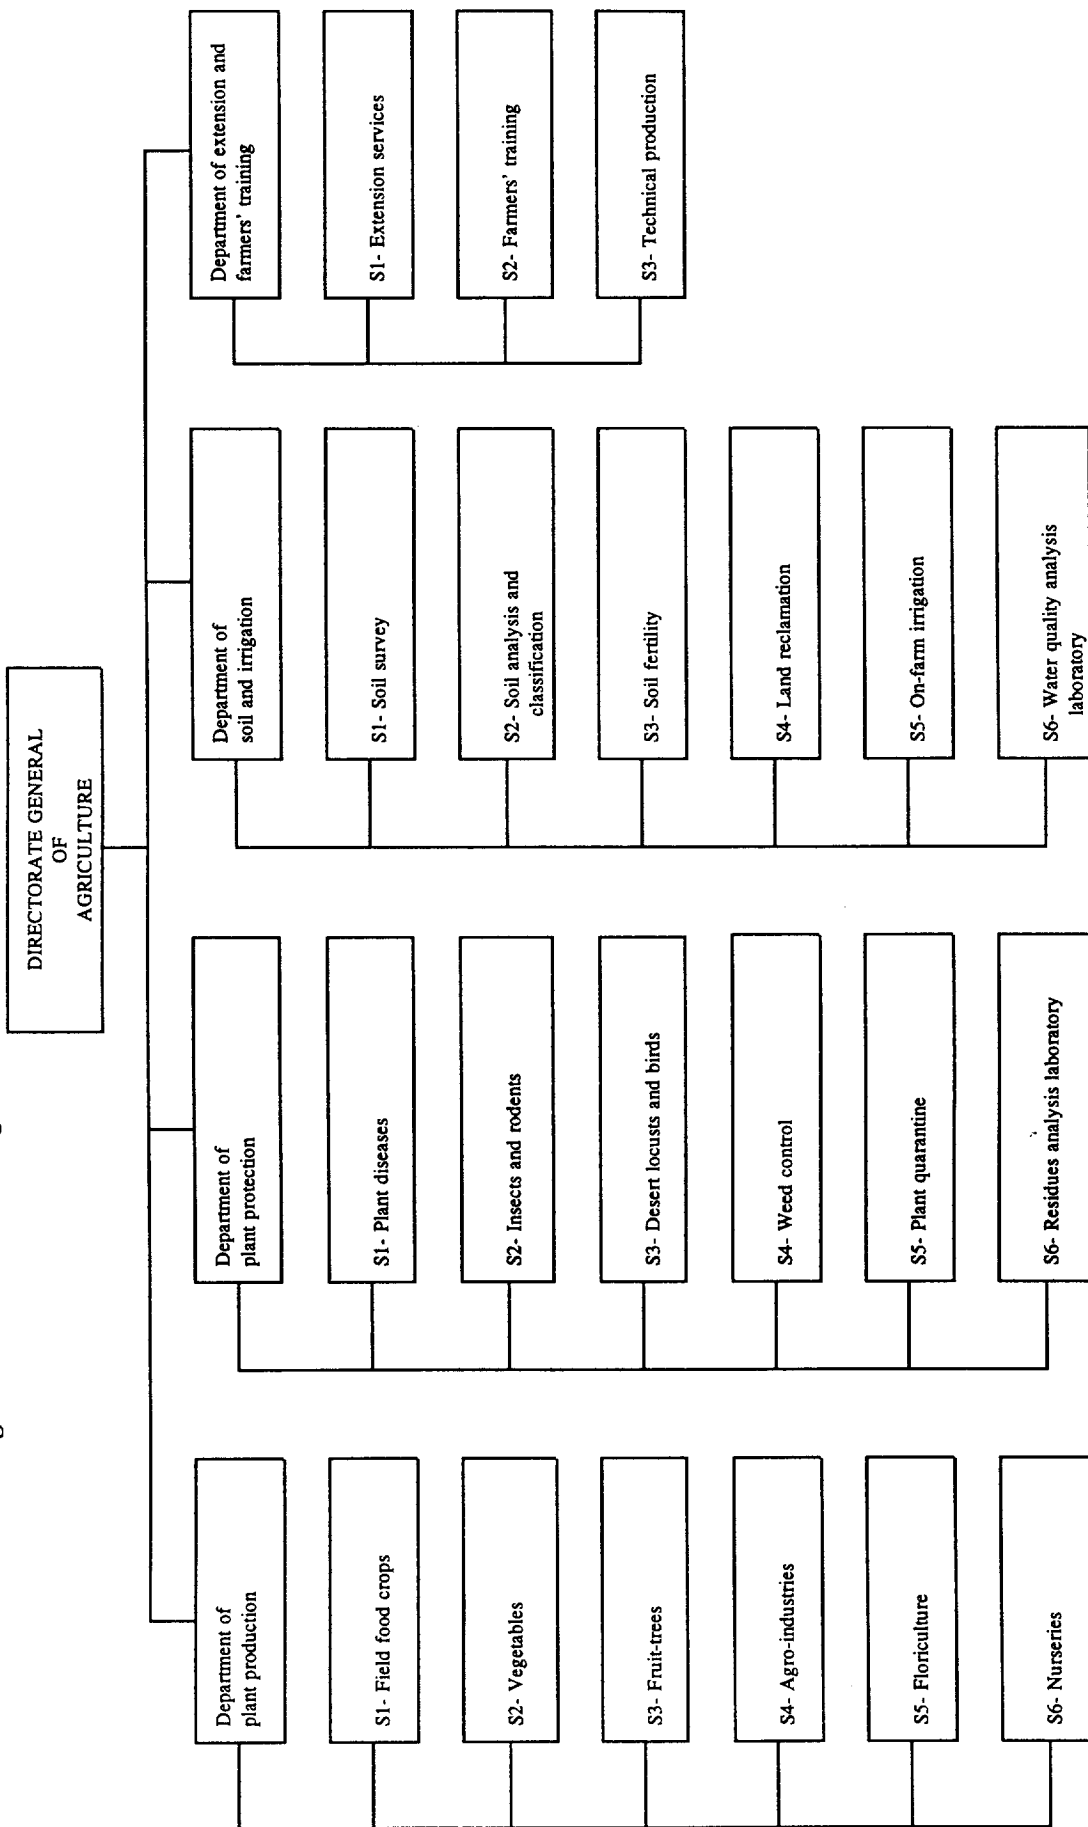 DIRECTORATE GENERAL
OF
AGRICULTURE
Department of
plant production
S1- Field food crops
S2- Vegetables
S3- Fruit-trees
S4- Agro-industries
S5- Floriculture
S6- Nurseries
Department of
plant protection
S1- Plant diseases
S2- Insects and rodents
S3- Desert locusts and birds
S4- Weed control
S5- Plant quarantine
S6- Residues analysis laboratory
Department of
soil and irrigation
S1- Soil survey
S2- Soil analysis and
classification
S3- Soil fertility
S4- Land reclamation
S5- On-farm irrigation
S6- Water quality analysis
laboratory
Department of extension and
farmers' training
S1- Extension services
S2- Farmers' training
S3- Technical production